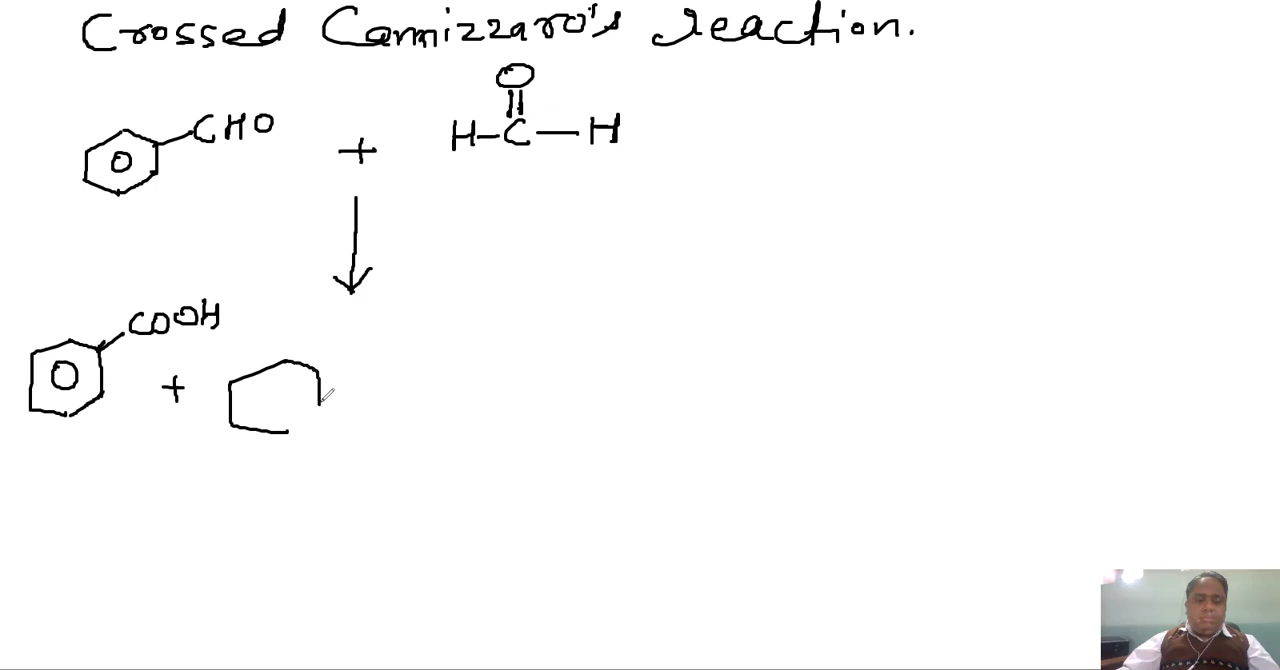 Crossed Cannizzaro's reaction.
CHO + H-C-H
O
COOH +